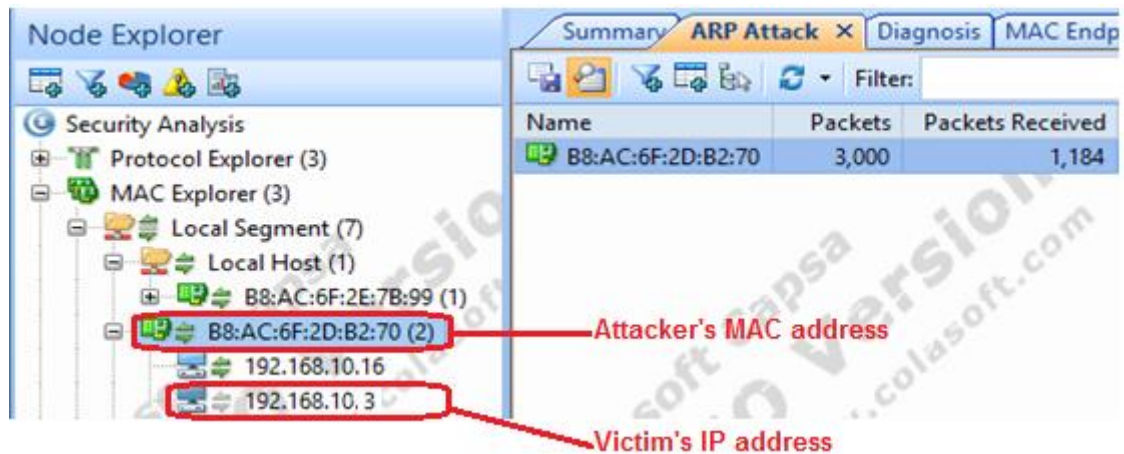 Node Explorer
Security Analysis
Protocol Explorer (3)
MAC Explorer (3)
Local Segment (7)
Local Host (1)
B8:AC:6F:2E:7B:99 (1)
B8:AC:6F:2D:B2:70 (2)
192.168.10.16
192.168.10.3
Summary ARP Attack × Diagnosis MAC Endp
Filter:
Name Packets Packets Received
B8:AC:6F:2D:B2:70 3,000 1,184
Attacker's MAC address
Victim's IP address